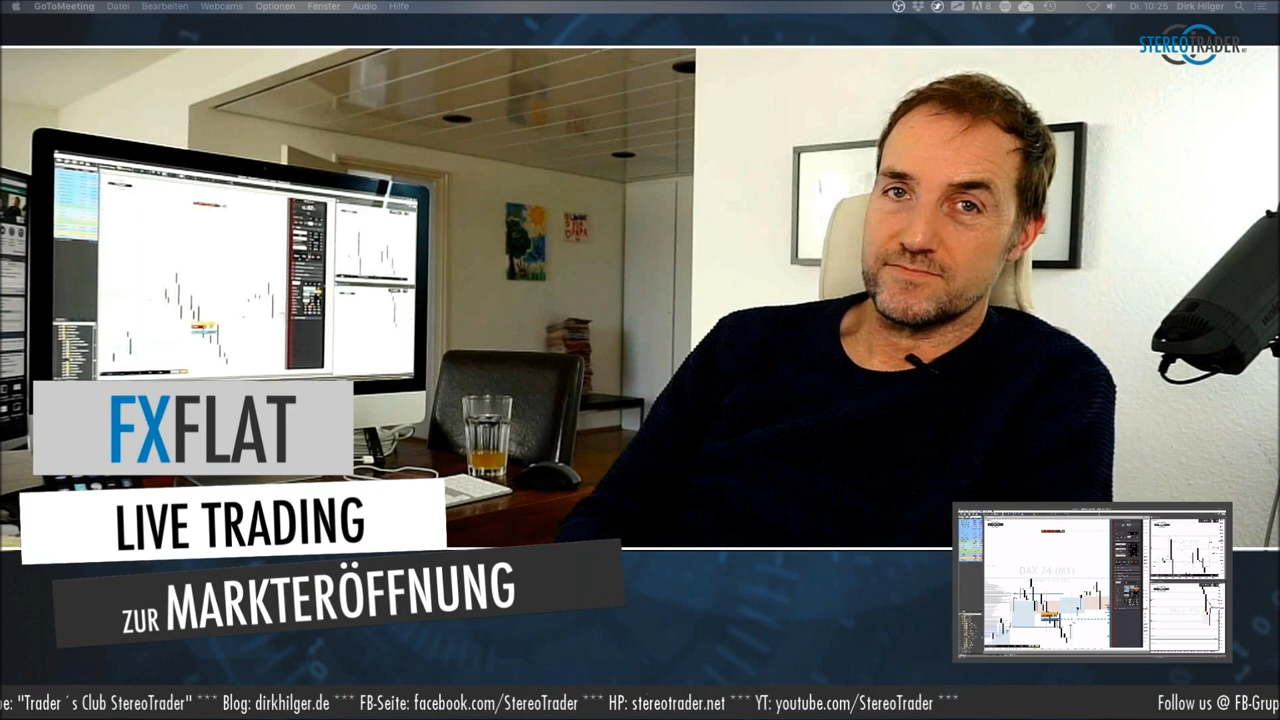 GoToMeeting Datei Bearbeiten Webcams Optionen Fenster Audio Hilfe
8 Di. 10:25 Dirk Hilger
STEREOTRADER
PAPA
FXFLAT
LIVE TRADING
ZUR MARKTERÖFFNUNG
DAX 24 (M1)
e: "Trader´s Club StereoTrader" *** Blog: dirkhilger.de *** FB-Seite: facebook.com/StereoTrader *** HP: stereotrader.net *** YT: youtube.com/StereoTrader *** Follow us @ FB-Grup